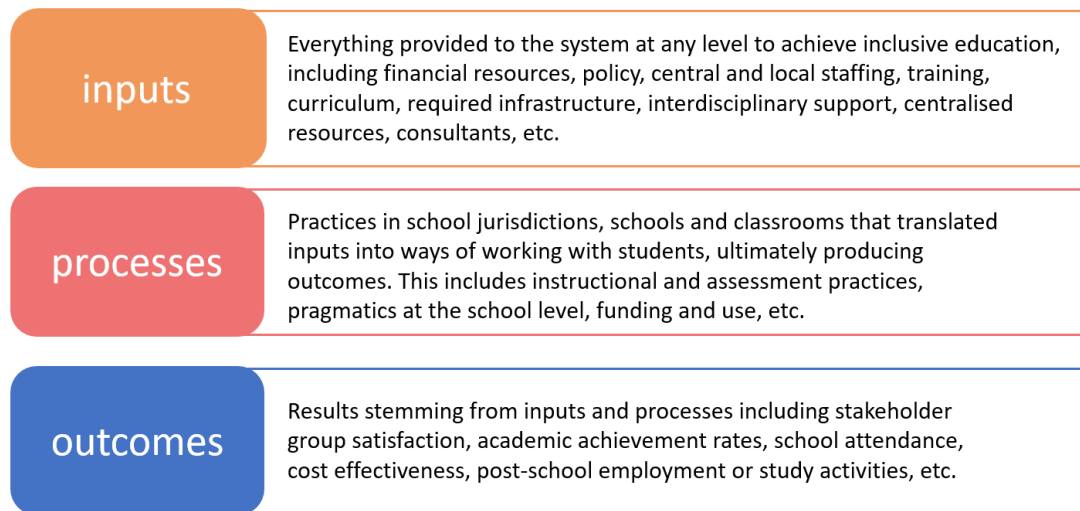 inputs
Everything provided to the system at any level to achieve inclusive education,
including financial resources, policy, central and local staffing, training,
curriculum, required infrastructure, interdisciplinary support, centralised
resources, consultants, etc.
processes
Practices in school jurisdictions, schools and classrooms that translated
inputs into ways of working with students, ultimately producing
outcomes. This includes instructional and assessment practices,
pragmatics at the school level, funding and use, etc.
outcomes
Results stemming from inputs and processes including stakeholder
group satisfaction, academic achievement rates, school attendance,
cost effectiveness, post-school employment or study activities, etc.